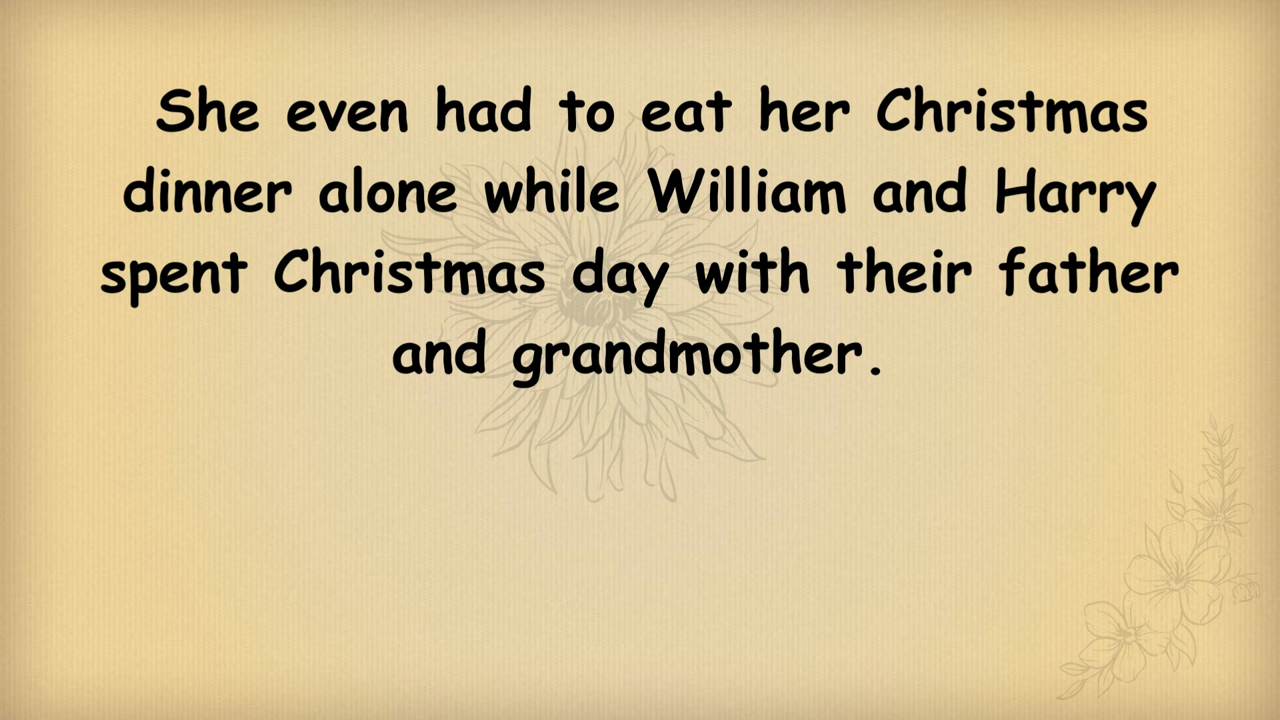 She even had to eat her Christmas
dinner alone while William and Harry
spent Christmas day with their father
and grandmother.